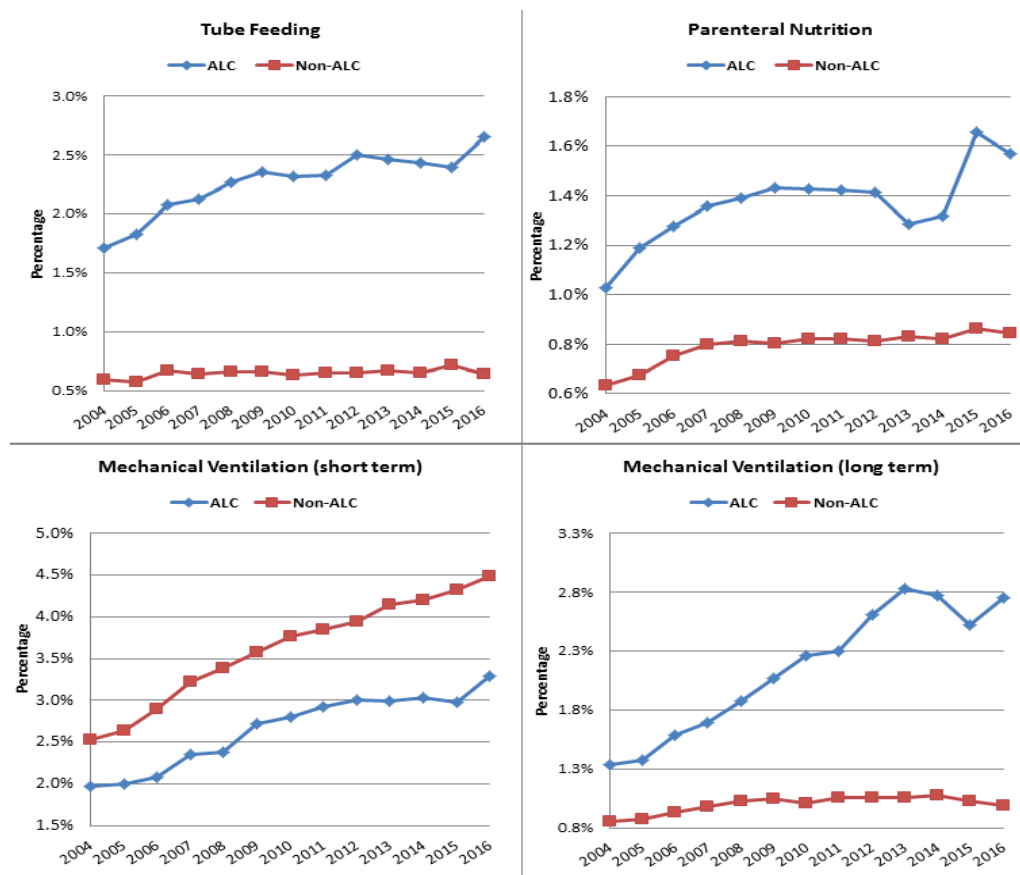 Tube Feeding
ALC Non-ALC
Percentage
3.0%
2.5%
2.0%
1.5%
1.0%
0.5%
2004 2005 2006 2007 2008 2009 2010 2011 2012 2013 2014 2015 2016
Parenteral Nutrition
ALC Non-ALC
Percentage
1.8%
1.6%
1.4%
1.2%
1.0%
0.8%
0.6%
2004 2005 2006 2007 2008 2009 2010 2011 2012 2013 2014 2015 2016
Mechanical Ventilation (short term)
ALC Non-ALC
Percentage
5.0%
4.5%
4.0%
3.5%
3.0%
2.5%
2.0%
1.5%
2004 2005 2006 2007 2008 2009 2010 2011 2012 2013 2014 2015 2016
Mechanical Ventilation (long term)
ALC Non-ALC
Percentage
3.3%
2.8%
2.3%
1.8%
1.3%
0.8%
2004 2005 2006 2007 2008 2009 2010 2011 2012 2013 2014 2015 2016